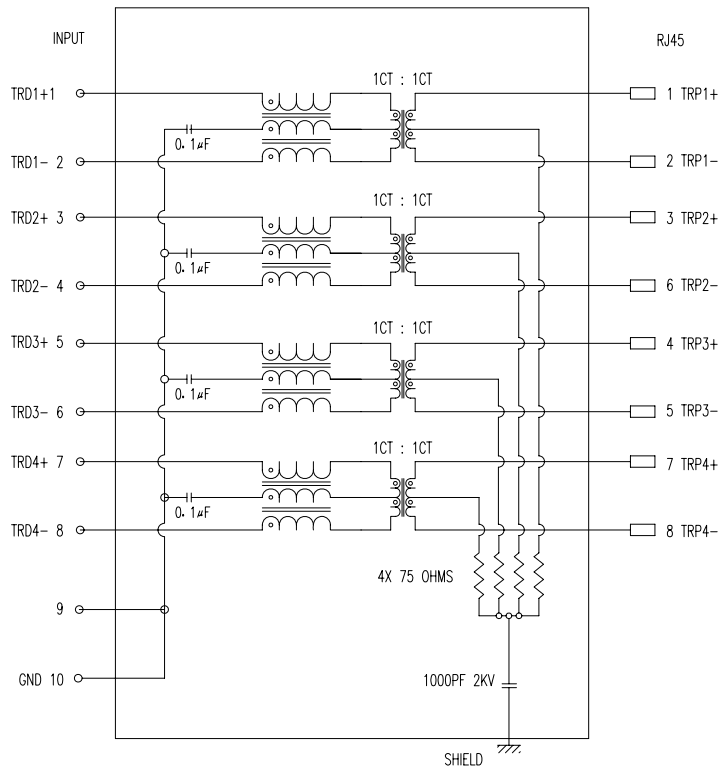 INPUT
RJ45
1CT : 1CT
TRD1+1
1 TRP1+
0.1μF
TRD1- 2
2 TRP1-
1CT : 1CT
TRD2+ 3
3 TRP2+
0.1μF
TRD2- 4
6 TRP2-
1CT : 1CT
TRD3+ 5
4 TRP3+
0.1μF
TRD3- 6
5 TRP3-
1CT : 1CT
TRD4+ 7
7 TRP4+
0.1μF
TRD4- 8
8 TRP4-
4X 75 OHMS
9
GND 10
1000PF 2KV
SHIELD